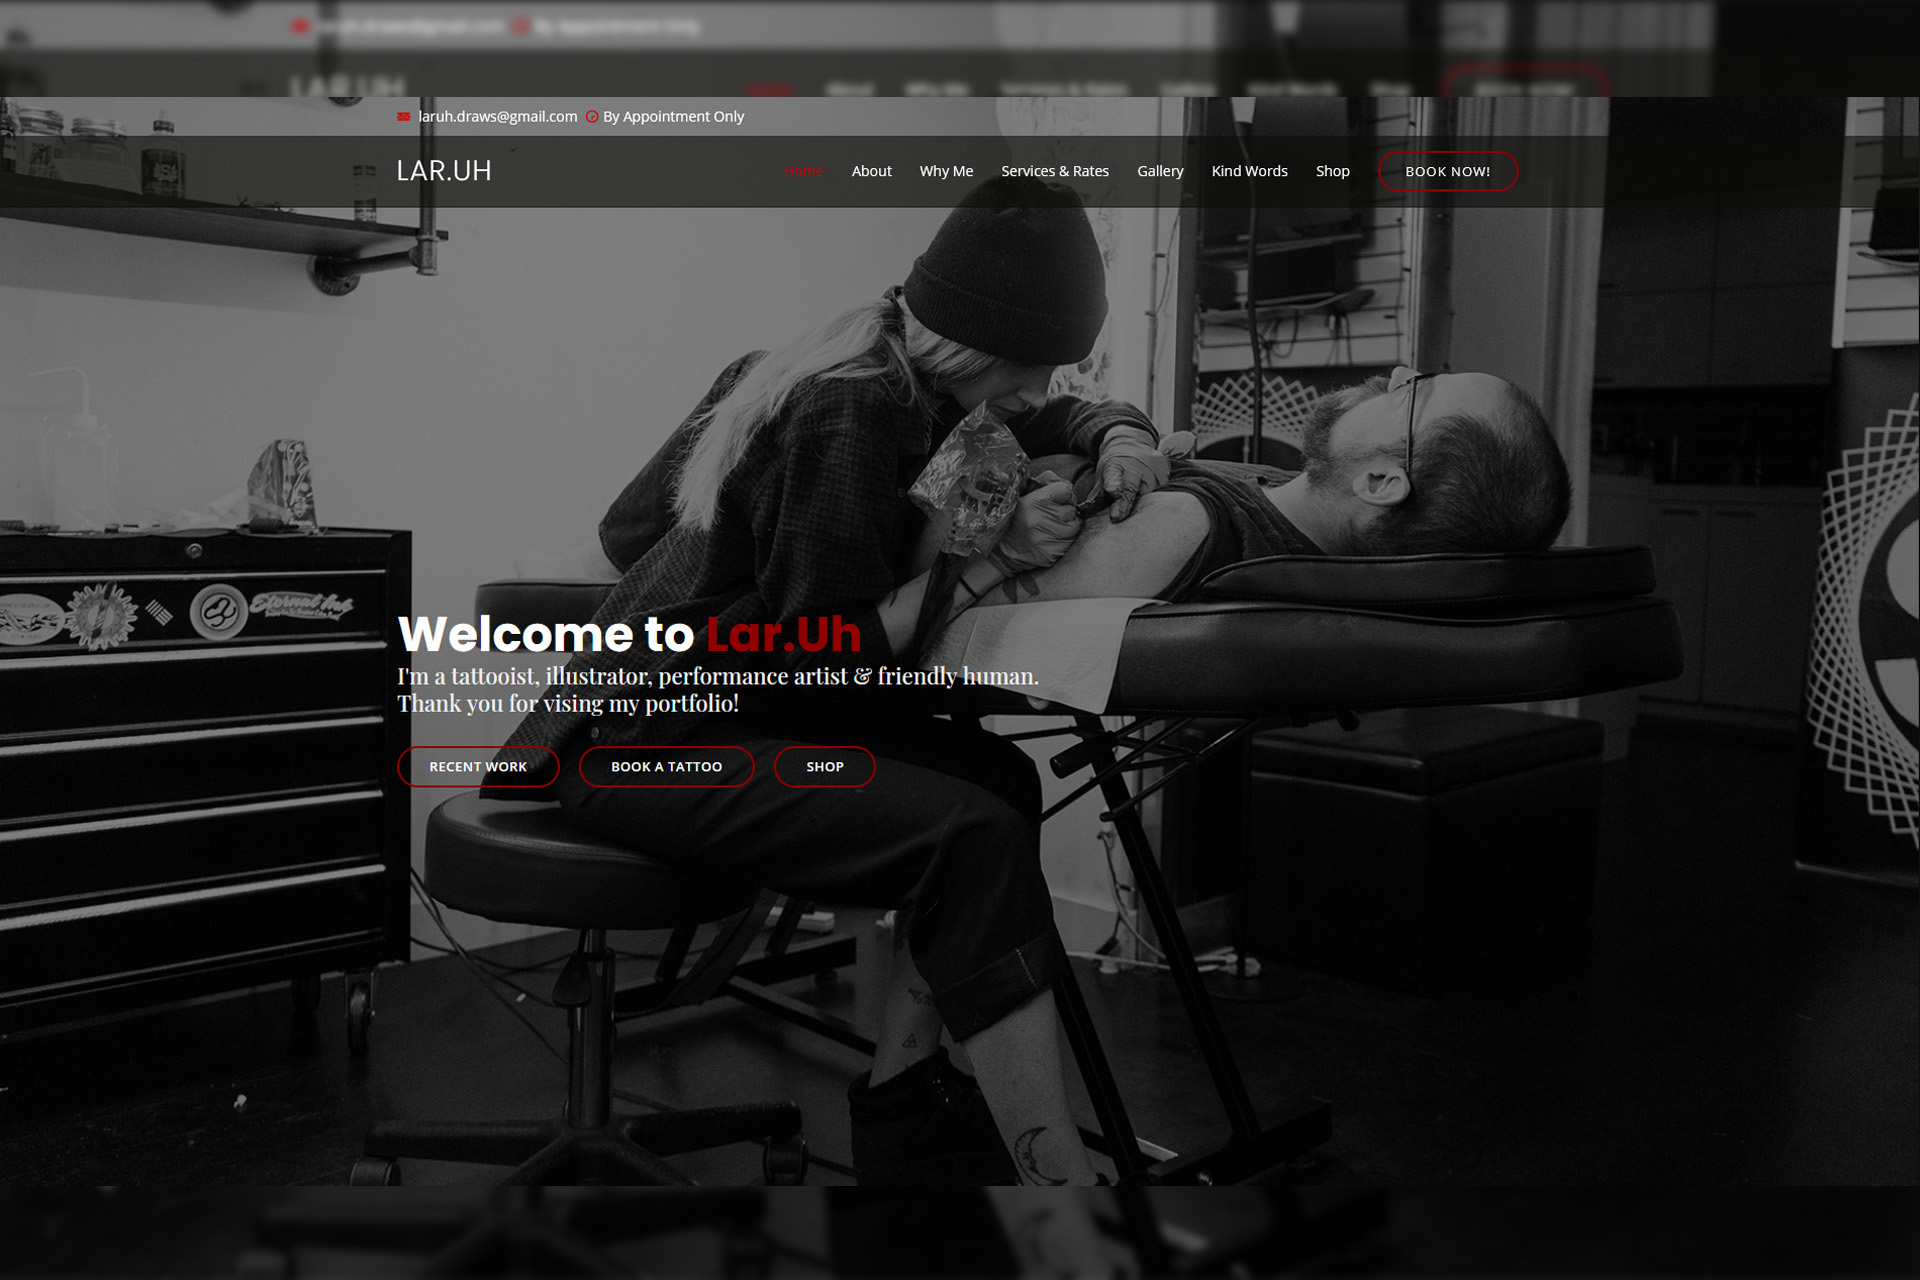 laruh.draws@gmail.com By Appointment Only
LAR.UH
Home About Why Me Services & Rates Gallery Kind Words Shop BOOK NOW!
Eternal Ink
Welcome to Lar.Uh
I'm a tattooist, illustrator, performance artist & friendly human.
Thank you for vising my portfolio!
RECENT WORK BOOK A TATTOO SHOP